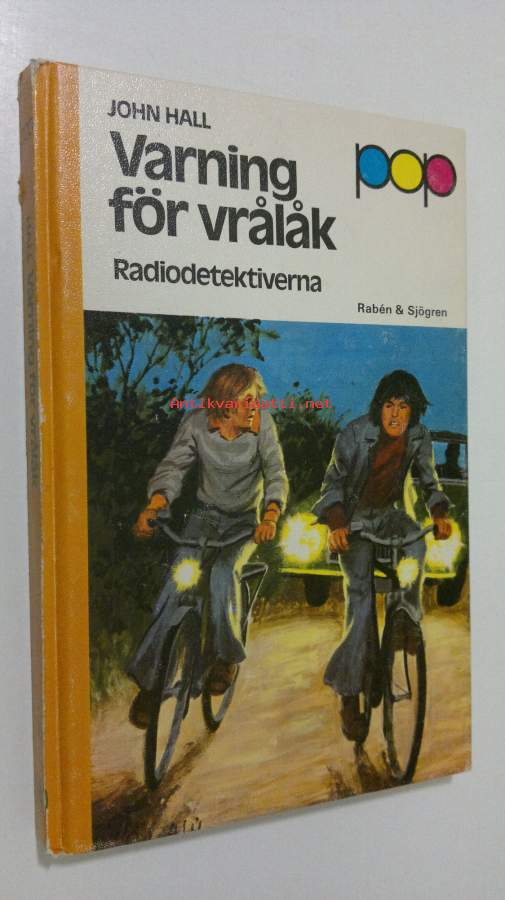 JOHN HALL
pop
Varning
för vrålåk
Radiodetektiverna
Rabén & Sjögren
Antikvariaatti.net